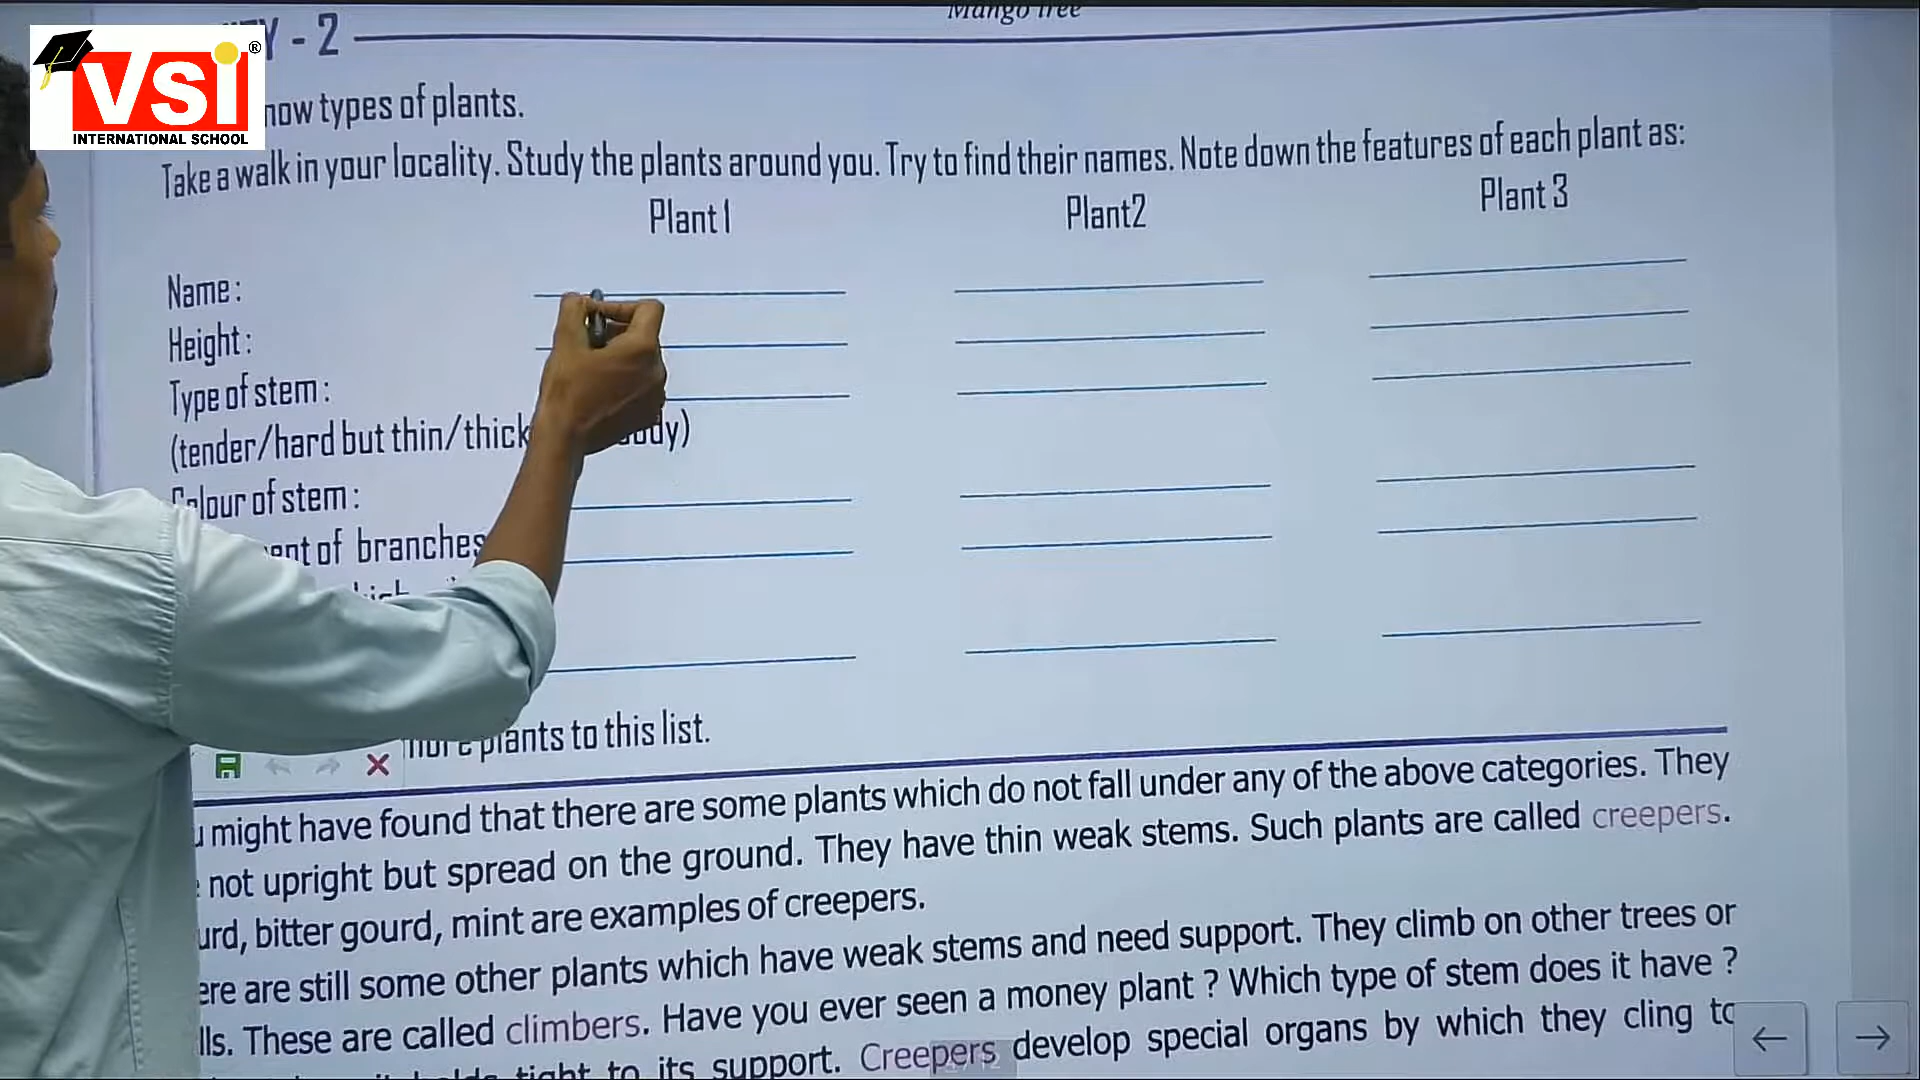 Mango tree
Y - 2
VSI ®
INTERNATIONAL SCHOOL
now types of plants.
Take a walk in your locality. Study the plants around you. Try to find their names. Note down the features of each plant as:
Plant 1 Plant2 Plant 3
Name :
Height :
Type of stem :
(tender/hard but thin/thick
Colour of stem :
of branches
more plants to this list.
might have found that there are some plants which do not fall under any of the above categories. They
not upright but spread on the ground. They have thin weak stems. Such plants are called creepers.
urd, bitter gourd, mint are examples of creepers.
ere are still some other plants which have weak stems and need support. They climb on other trees or
lls. These are called climbers. Have you ever seen a money plant ? Which type of stem does it have ?
tight to its support. Creepers develop special organs by which they cling to